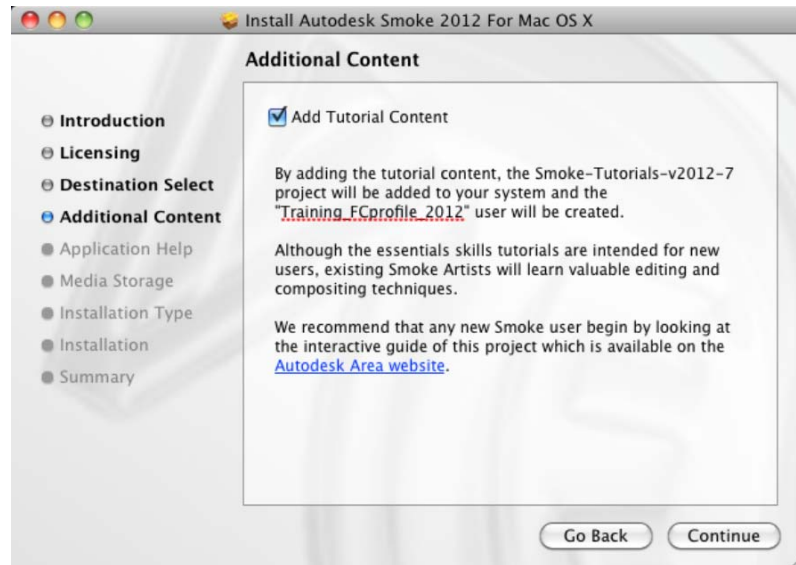 Install Autodesk Smoke 2012 For Mac OS X
Additional Content
Introduction
Licensing
Destination Select
Additional Content
Application Help
Media Storage
Installation Type
Installation
Summary
Add Tutorial Content
By adding the tutorial content, the Smoke-Tutorials-v2012-7
project will be added to your system and the
"Training_FCprofile_2012" user will be created.
Although the essentials skills tutorials are intended for new
users, existing Smoke Artists will learn valuable editing and
compositing techniques.
We recommend that any new Smoke user begin by looking at
the interactive guide of this project which is available on the
Autodesk Area website.
Go Back
Continue